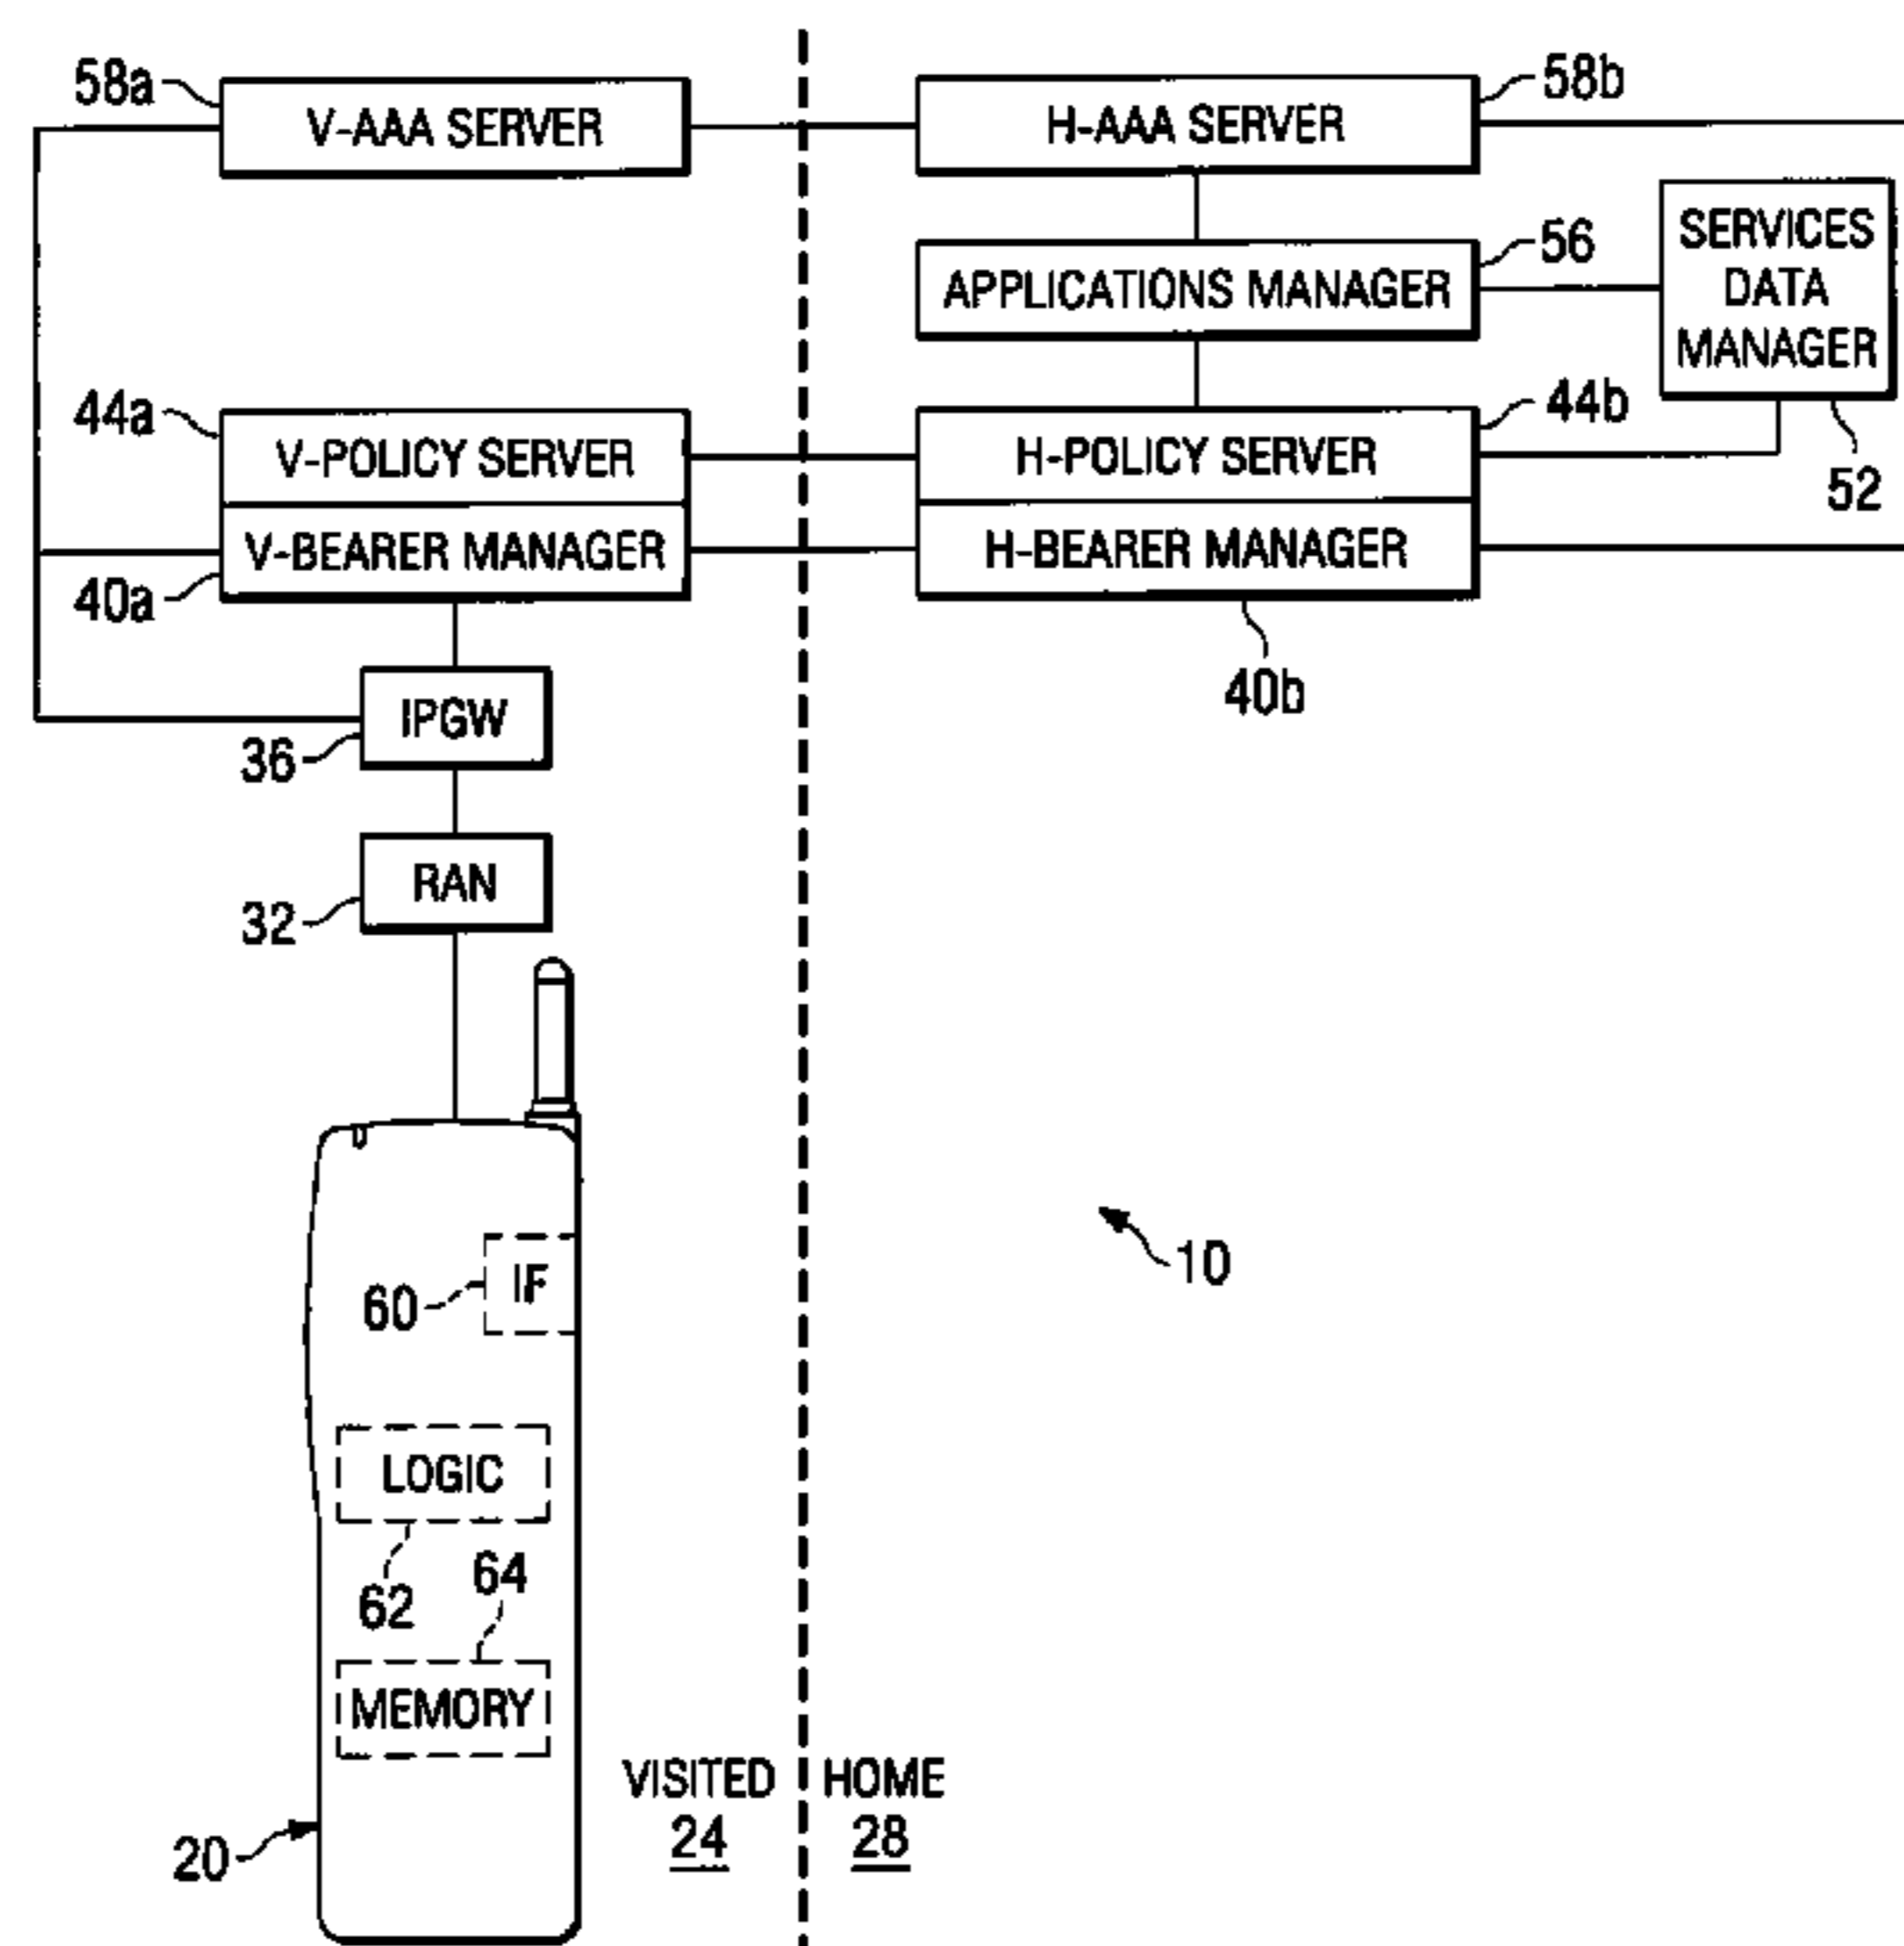 58a
V-AAA SERVER
H-AAA SERVER
58b
APPLICATIONS MANAGER
56
SERVICES
DATA
MANAGER
52
44a
V-POLICY SERVER
H-POLICY SERVER
44b
V-BEARER MANAGER
40a
H-BEARER MANAGER
40b
IPGW
36
RAN
32
10
IF
60
LOGIC
62
64
MEMORY
20
VISITED
24
HOME
28